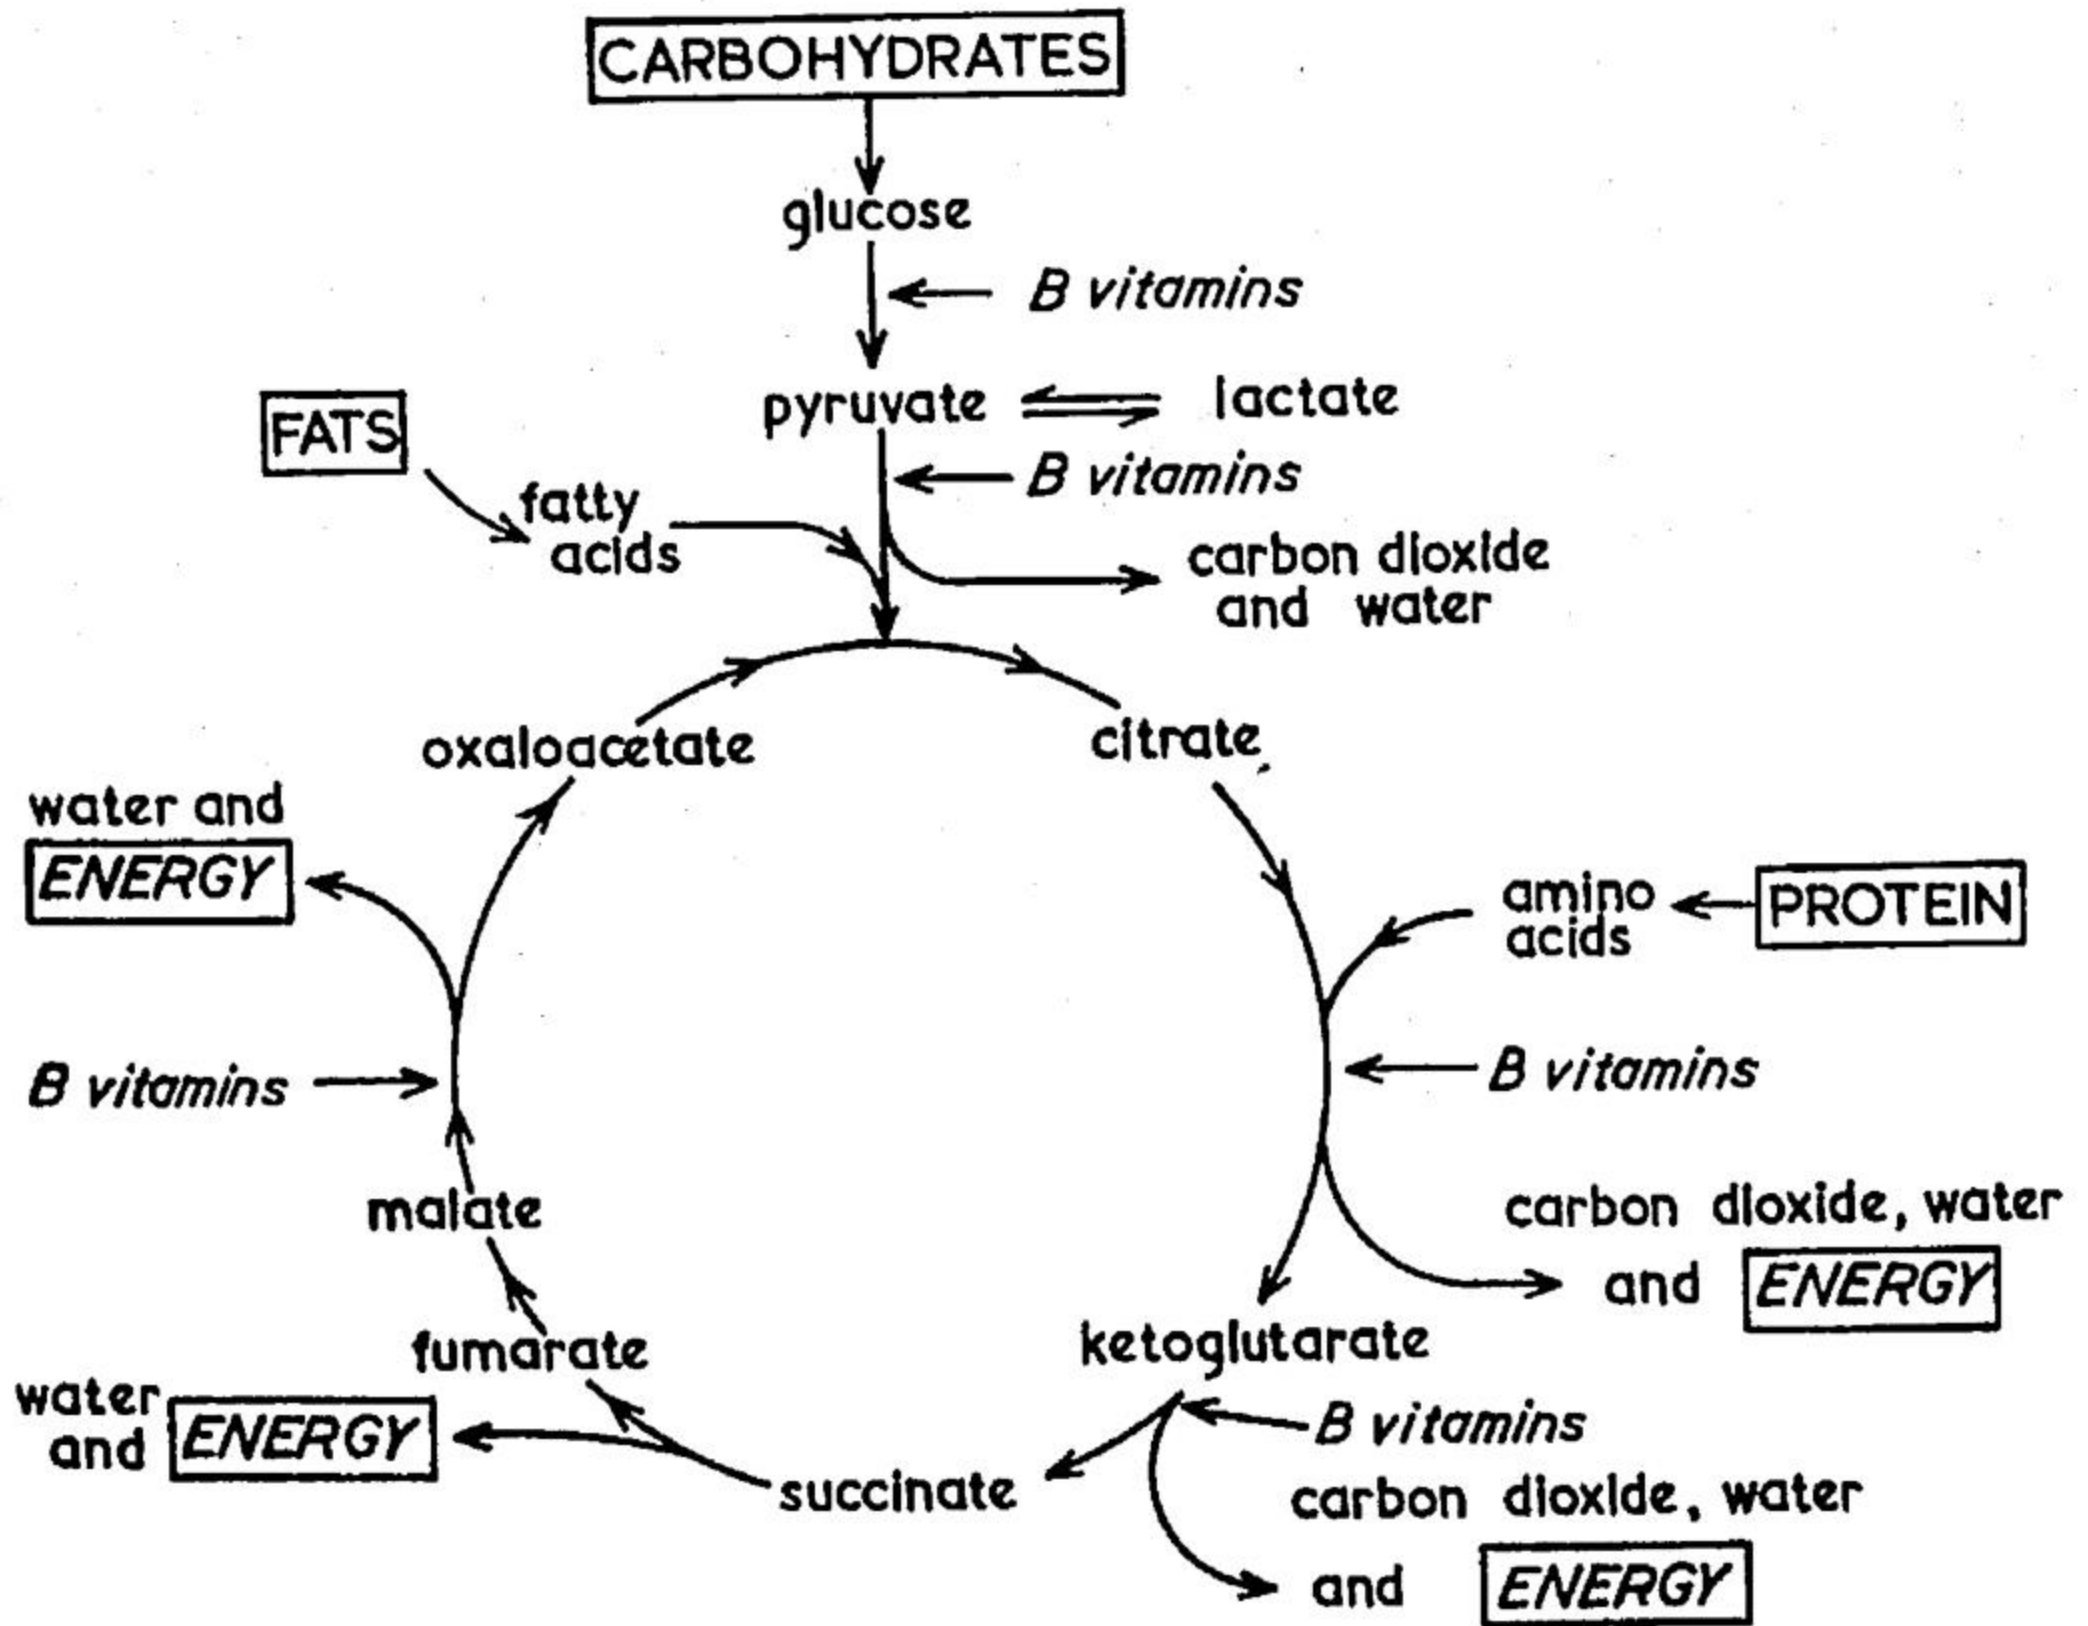 CARBOHYDRATES
glucose
B vitamins
pyruvate
lactate
FATS
B vitamins
fatty
acids
carbon dioxide
and water
oxaloacetate
citrate
water and
ENERGY
amino
acids
PROTEIN
B vitamins
B vitamins
malate
carbon dioxide, water
and ENERGY
fumarate
ketoglutarate
water
and ENERGY
B vitamins
succinate
carbon dioxide, water
and ENERGY